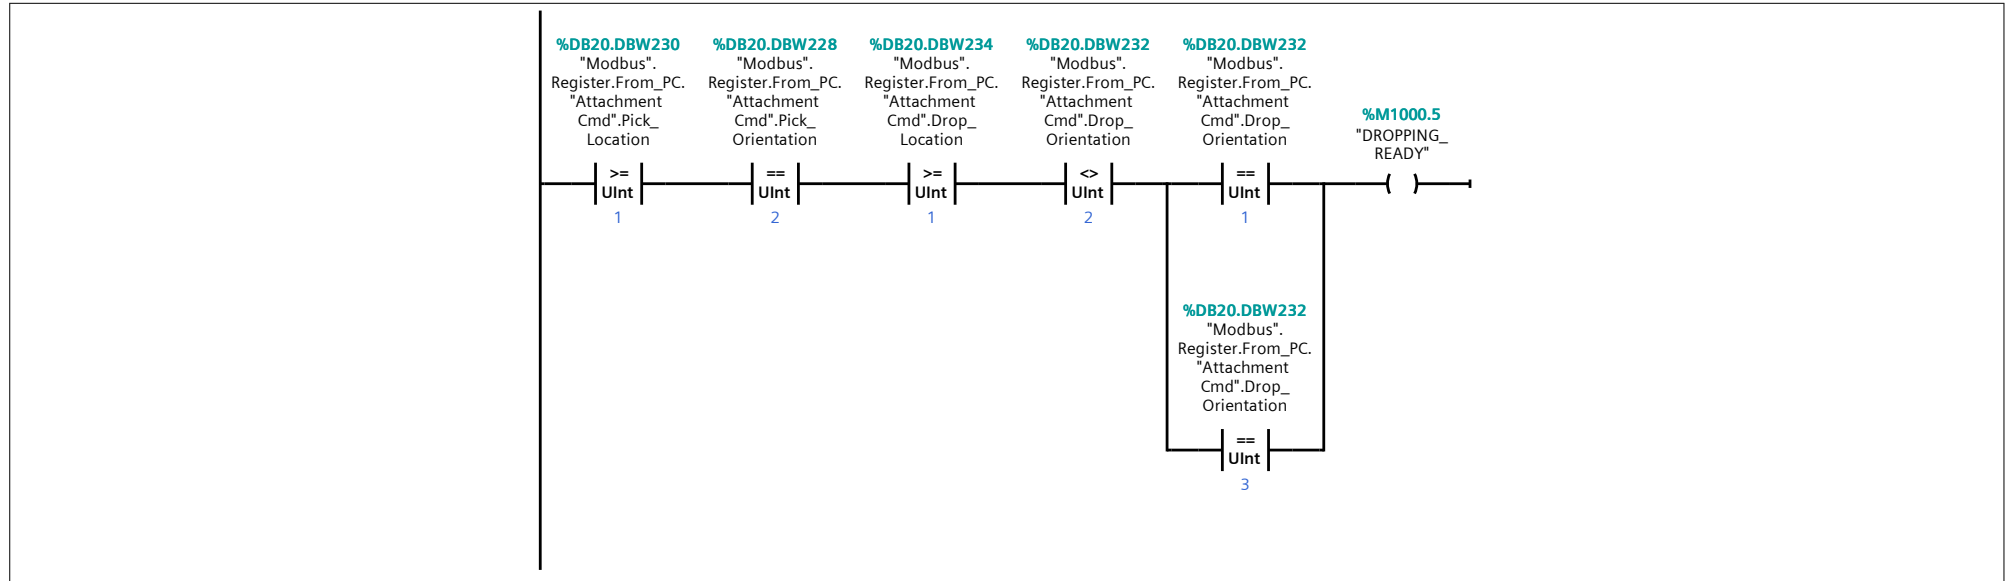 %DB20.DBW230
"Modbus".
Register.From_PC.
"Attachment
Cmd".Pick_
Location
>=
UInt
1
%DB20.DBW228
"Modbus".
Register.From_PC.
"Attachment
Cmd".Pick_
Orientation
==
UInt
2
%DB20.DBW234
"Modbus".
Register.From_PC.
"Attachment
Cmd".Drop_
Location
>=
UInt
1
%DB20.DBW232
"Modbus".
Register.From_PC.
"Attachment
Cmd".Drop_
Orientation
<>
UInt
2
%DB20.DBW232
"Modbus".
Register.From_PC.
"Attachment
Cmd".Drop_
Orientation
==
UInt
1
%M1000.5
"DROPPING_
READY"
%DB20.DBW232
"Modbus".
Register.From_PC.
"Attachment
Cmd".Drop_
Orientation
==
UInt
3